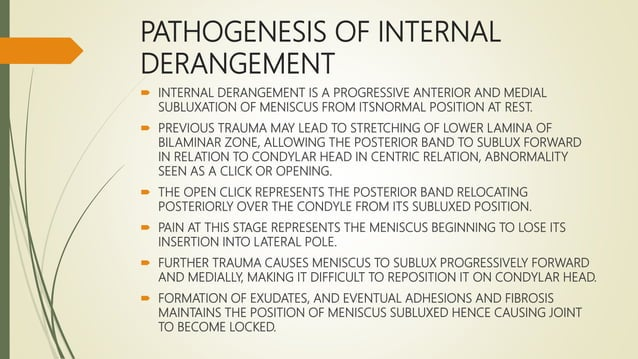 PATHOGENESIS OF INTERNAL
DERANGEMENT
INTERNAL DERANGEMENT IS A PROGRESSIVE ANTERIOR AND MEDIAL
SUBLUXATION OF MENISCUS FROM ITSNORMAL POSITION AT REST.
PREVIOUS TRAUMA MAY LEAD TO STRETCHING OF LOWER LAMINA OF
BILAMINAR ZONE, ALLOWING THE POSTERIOR BAND TO SUBLUX FORWARD
IN RELATION TO CONDYLAR HEAD IN CENTRIC RELATION, ABNORMALITY
SEEN AS A CLICK OR OPENING.
THE OPEN CLICK REPRESENTS THE POSTERIOR BAND RELOCATING
POSTERIORLY OVER THE CONDYLE FROM ITS SUBLUXED POSITION.
PAIN AT THIS STAGE REPRESENTS THE MENISCUS BEGINNING TO LOSE ITS
INSERTION INTO LATERAL POLE.
FURTHER TRAUMA CAUSES MENISCUS TO SUBLUX PROGRESSIVELY FORWARD
AND MEDIALLY, MAKING IT DIFFICULT TO REPOSITION IT ON CONDYLAR HEAD.
FORMATION OF EXUDATES, AND EVENTUAL ADHESIONS AND FIBROSIS
MAINTAINS THE POSITION OF MENISCUS SUBLUXED HENCE CAUSING JOINT
TO BECOME LOCKED.